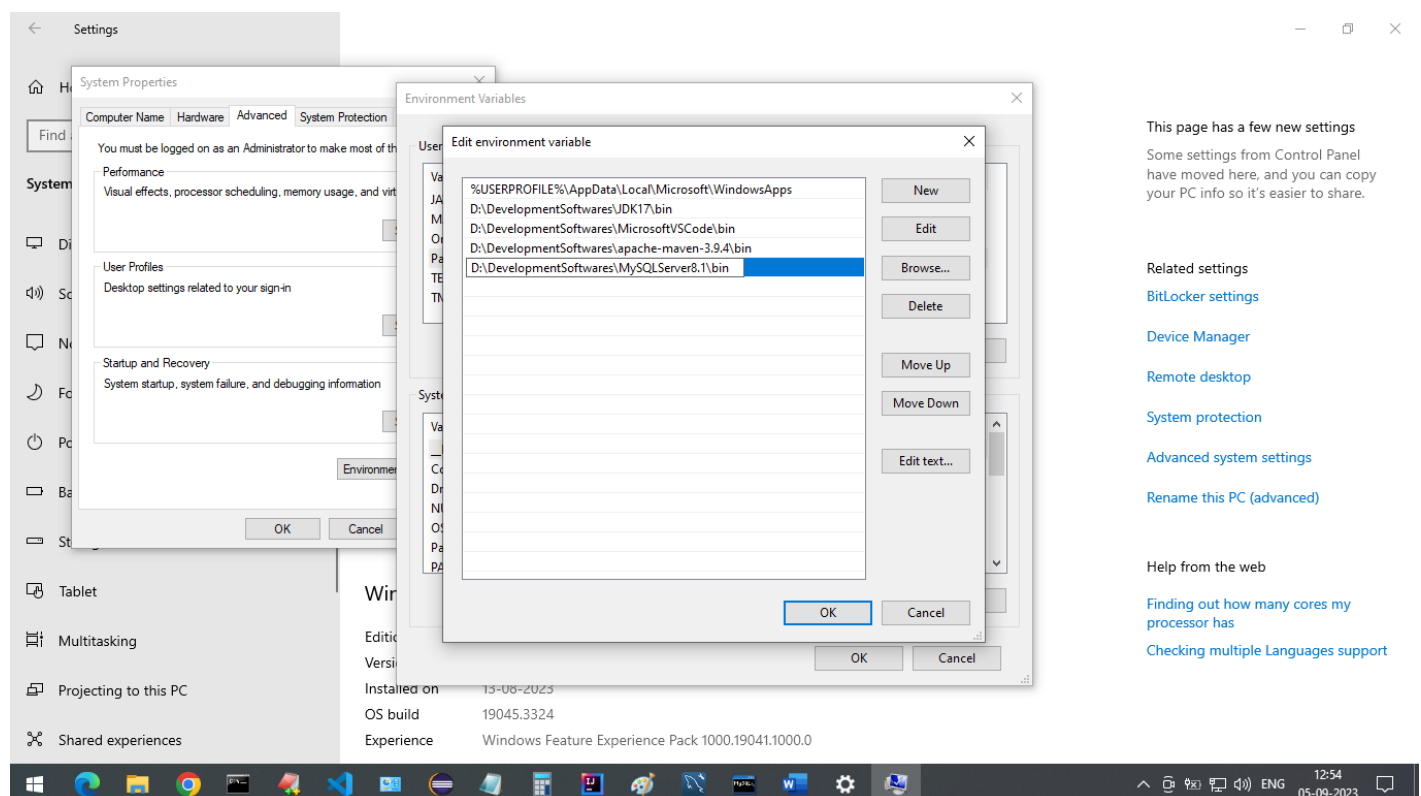 Settings
System Properties
Computer Name Hardware Advanced System Protection
You must be logged on as an Administrator to make most of th
Performance
Visual effects, processor scheduling, memory usage, and virt
User Profiles
Desktop settings related to your sign-in
Startup and Recovery
System startup, system failure, and debugging information
Environme
OK Cancel
Find
System
Tablet
Multitasking
Projecting to this PC
Shared experiences
Environment Variables
User
Syste
Edit environment variable
%USERPROFILE%\AppData\Local\Microsoft\WindowsApps
D:\DevelopmentSoftwares\JDK17\bin
D:\DevelopmentSoftwares\MicrosoftVSCode\bin
D:\DevelopmentSoftwares\apache-maven-3.9.4\bin
D:\DevelopmentSoftwares\MySQLServer8.1\bin
New
Edit
Browse...
Delete
Move Up
Move Down
Edit text...
OK Cancel
OK Cancel
Installed on 13-08-2023
OS build 19045.3324
Experience Windows Feature Experience Pack 1000.19041.1000.0
This page has a few new settings
Some settings from Control Panel
have moved here, and you can copy
your PC info so it's easier to share.
Related settings
BitLocker settings
Device Manager
Remote desktop
System protection
Advanced system settings
Rename this PC (advanced)
Help from the web
Finding out how many cores my
processor has
Checking multiple Languages support
ENG
12:54
05-09-2023